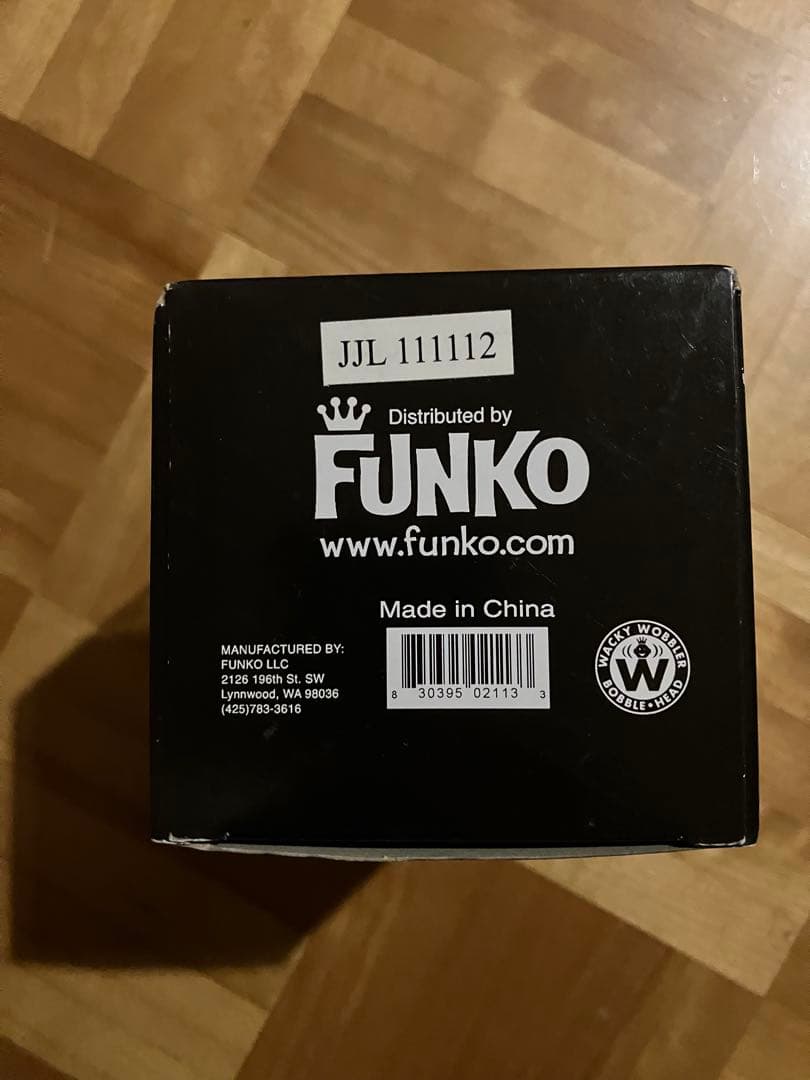 JJL 111112
Distributed by
FUNKO
www.funko.com
Made in China
MANUFACTURED BY:
FUNKO LLC
2126 196th St. SW
Lynnwood, WA 98036
(425)783-3616
8 30395 02113 3
WACKY WOBBLER
W
BOBBLE•HEAD